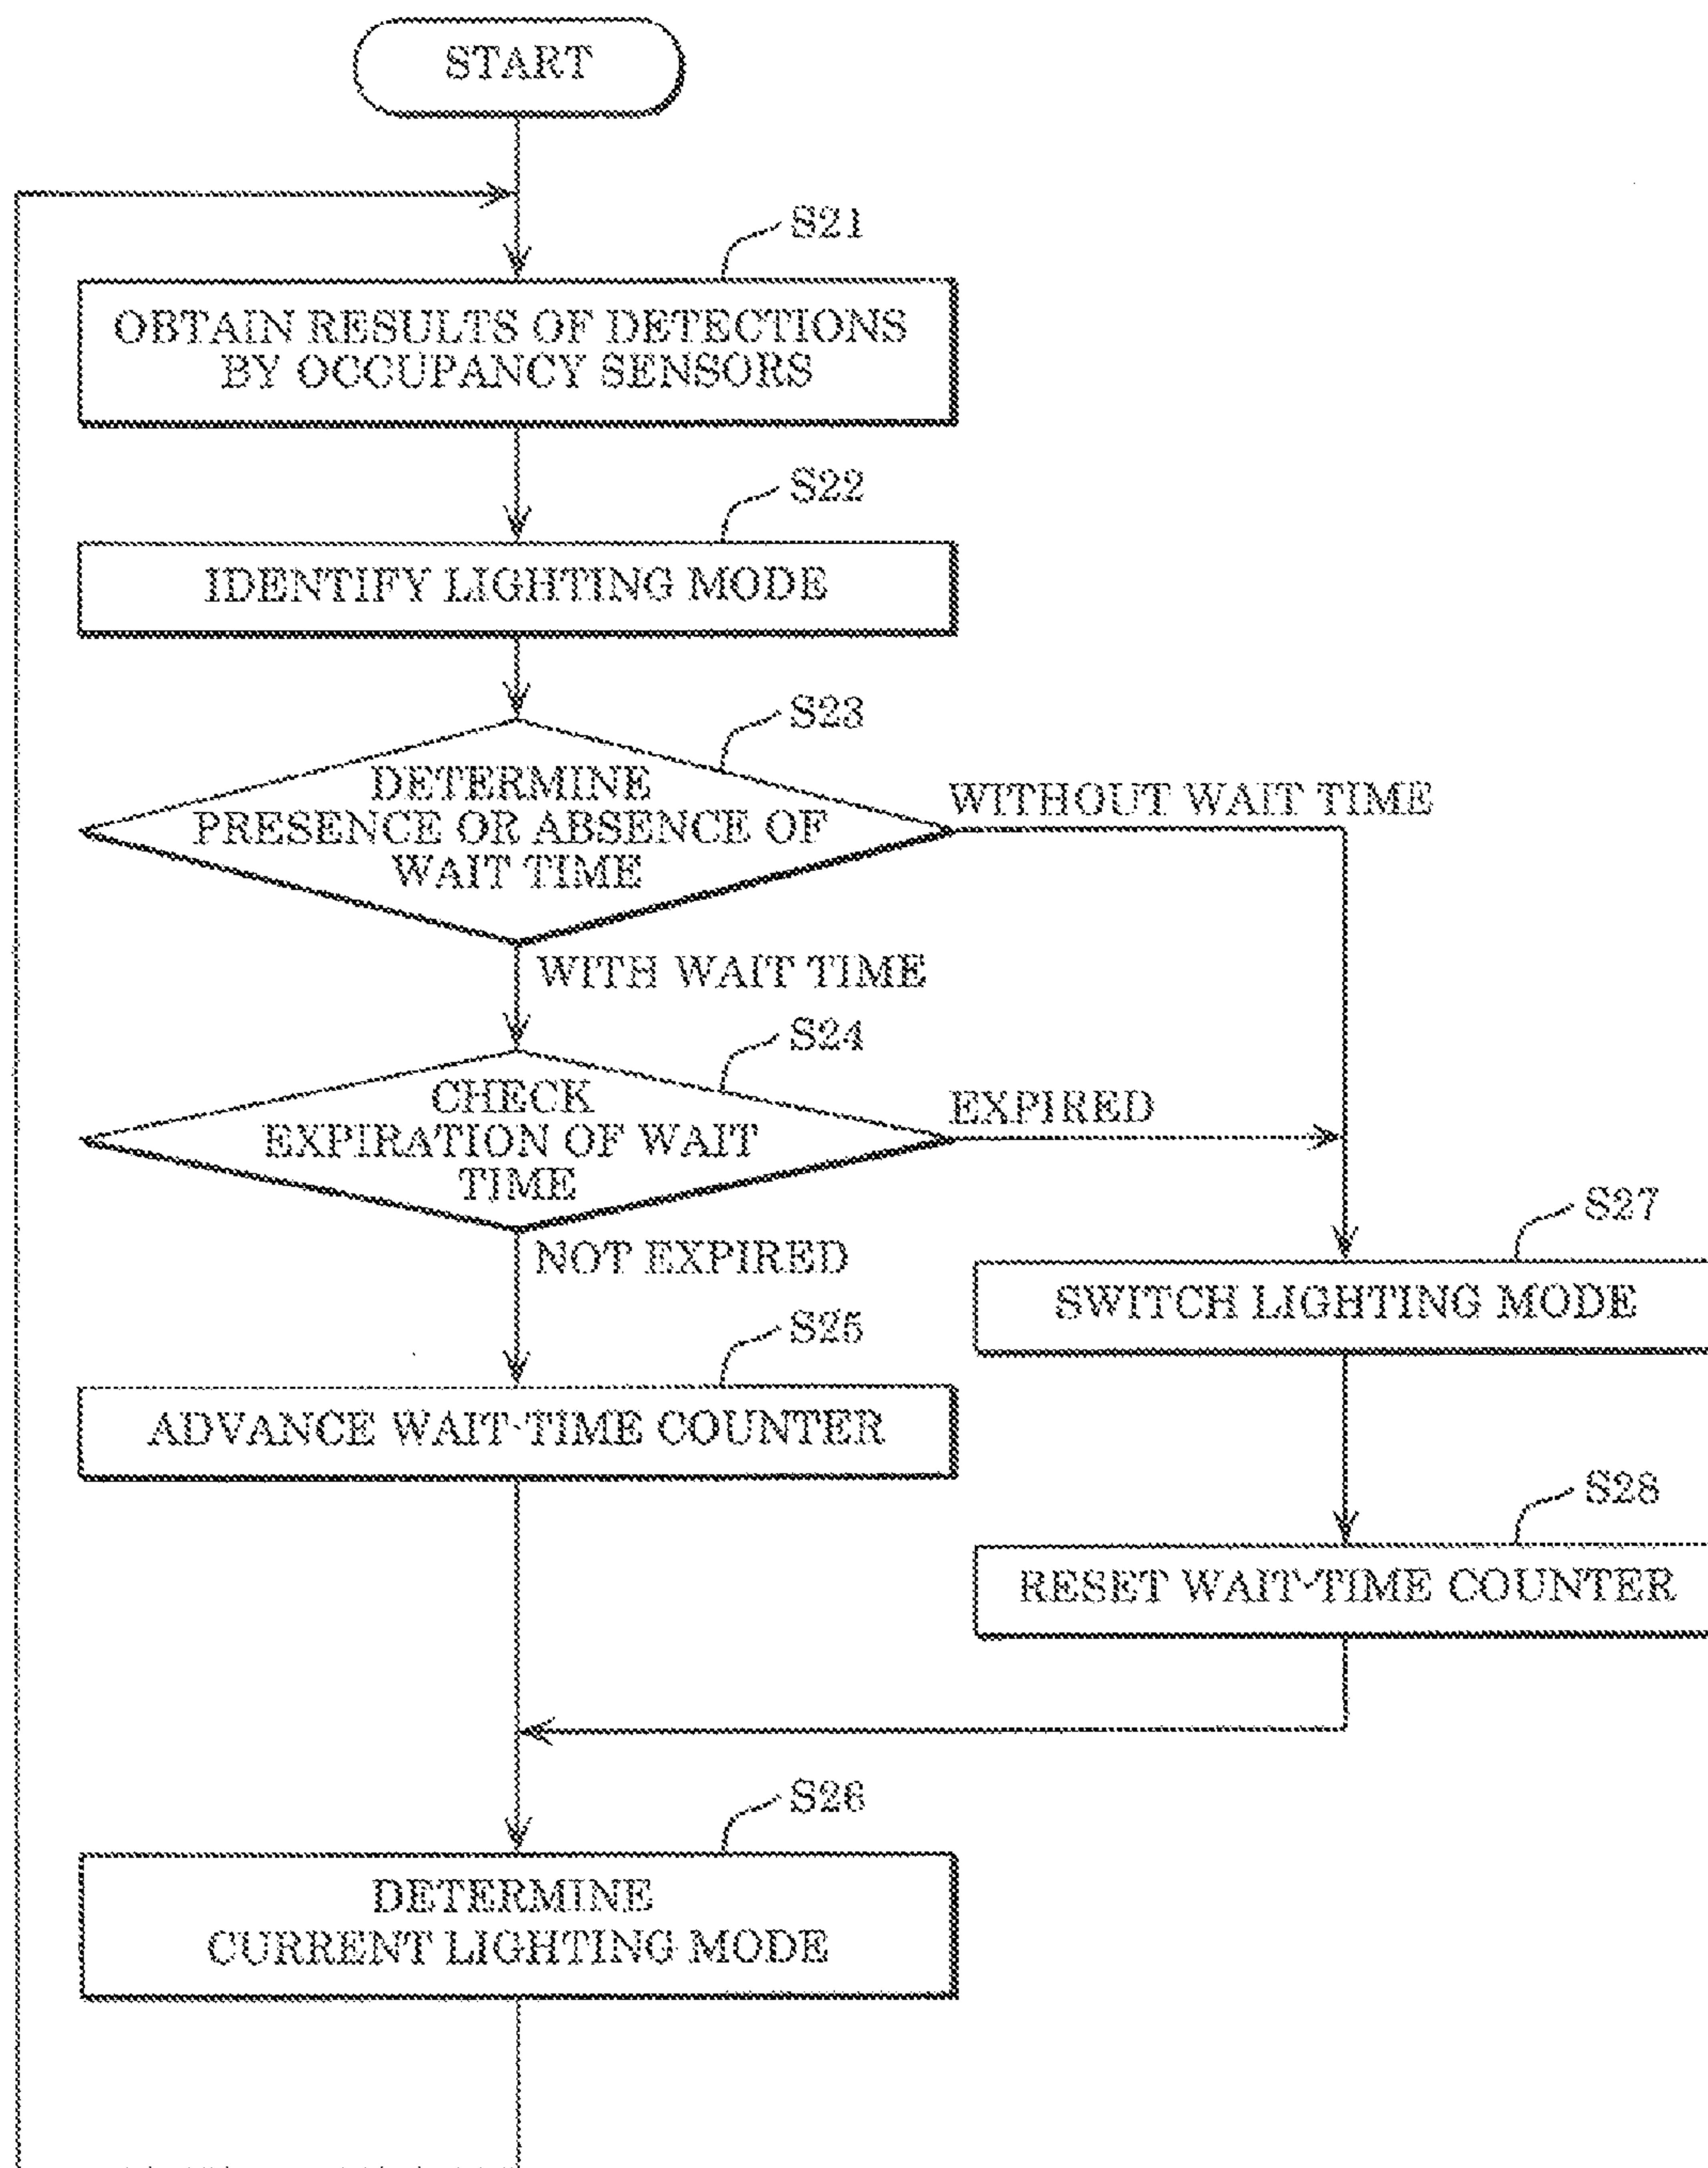 START
S21
OBTAIN RESULTS OF DETECTIONS
BY OCCUPANCY SENSORS
S22
IDENTIFY LIGHTING MODE
S23
DETERMINE
PRESENCE OR ABSENCE OF
WAIT TIME
WITHOUT WAIT TIME
WITH WAIT TIME
S24
CHECK
EXPIRATION OF WAIT
TIME
EXPIRED
NOT EXPIRED
S27
SWITCH LIGHTING MODE
S25
ADVANCE WAIT-TIME COUNTER
S28
RESET WAIT-TIME COUNTER
S26
DETERMINE
CURRENT LIGHTING MODE